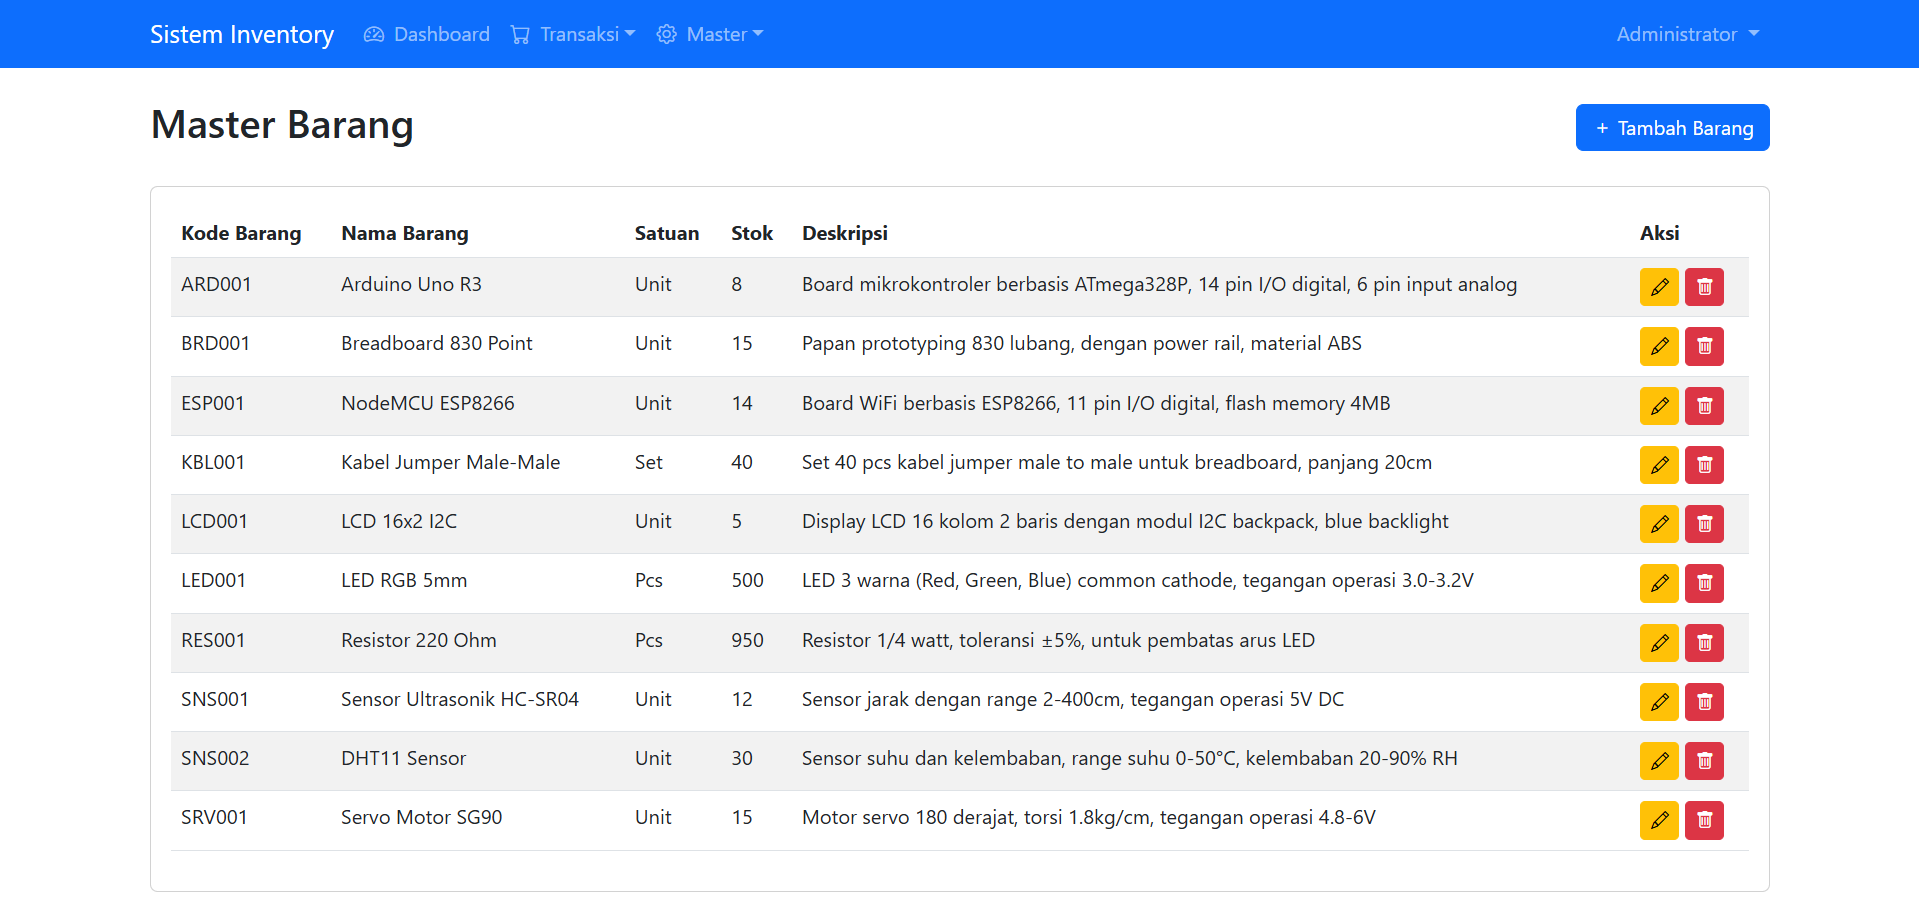 Sistem Inventory Dashboard Transaksi Master Administrator
Master Barang
+ Tambah Barang
Kode Barang Nama Barang Satuan Stok Deskripsi Aksi
ARD001 Arduino Uno R3 Unit 8 Board mikrokontroler berbasis ATmega328P, 14 pin I/O digital, 6 pin input analog
BRD001 Breadboard 830 Point Unit 15 Papan prototyping 830 lubang, dengan power rail, material ABS
ESP001 NodeMCU ESP8266 Unit 14 Board WiFi berbasis ESP8266, 11 pin I/O digital, flash memory 4MB
KBL001 Kabel Jumper Male-Male Set 40 Set 40 pcs kabel jumper male to male untuk breadboard, panjang 20cm
LCD001 LCD 16x2 I2C Unit 5 Display LCD 16 kolom 2 baris dengan modul I2C backpack, blue backlight
LED001 LED RGB 5mm Pcs 500 LED 3 warna (Red, Green, Blue) common cathode, tegangan operasi 3.0-3.2V
RES001 Resistor 220 Ohm Pcs 950 Resistor 1/4 watt, toleransi ±5%, untuk pembatas arus LED
SNS001 Sensor Ultrasonik HC-SR04 Unit 12 Sensor jarak dengan range 2-400cm, tegangan operasi 5V DC
SNS002 DHT11 Sensor Unit 30 Sensor suhu dan kelembaban, range suhu 0-50°C, kelembaban 20-90% RH
SRV001 Servo Motor SG90 Unit 15 Motor servo 180 derajat, torsi 1.8kg/cm, tegangan operasi 4.8-6V